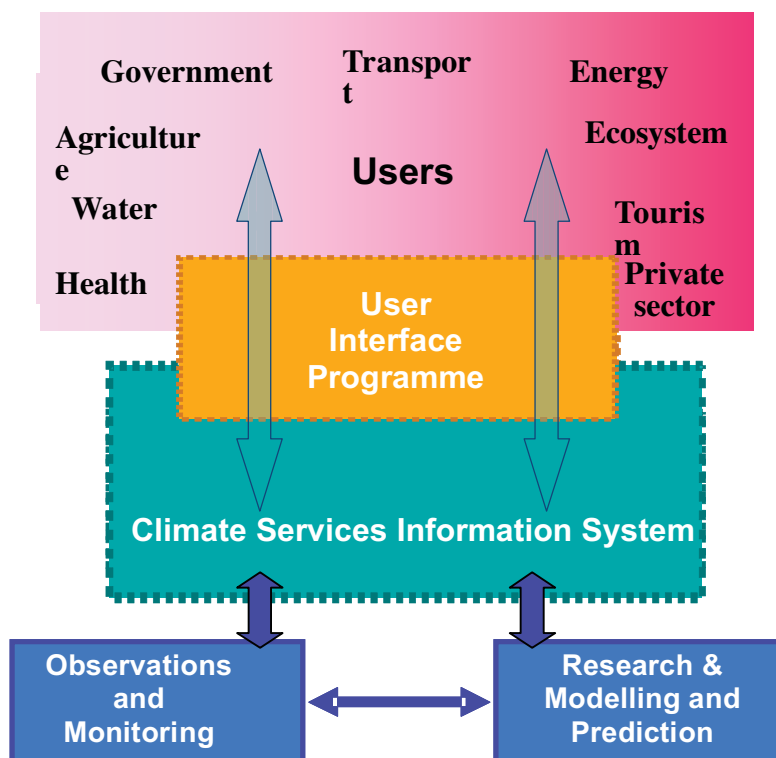 Government
Transpor
t
Energy
Agricultur
e
Ecosystem
Users
Water
Touris
m
Health
Private
sector
User
Interface
Programme
Climate Services Information System
Observations
and
Monitoring
Research &
Modelling and
Prediction